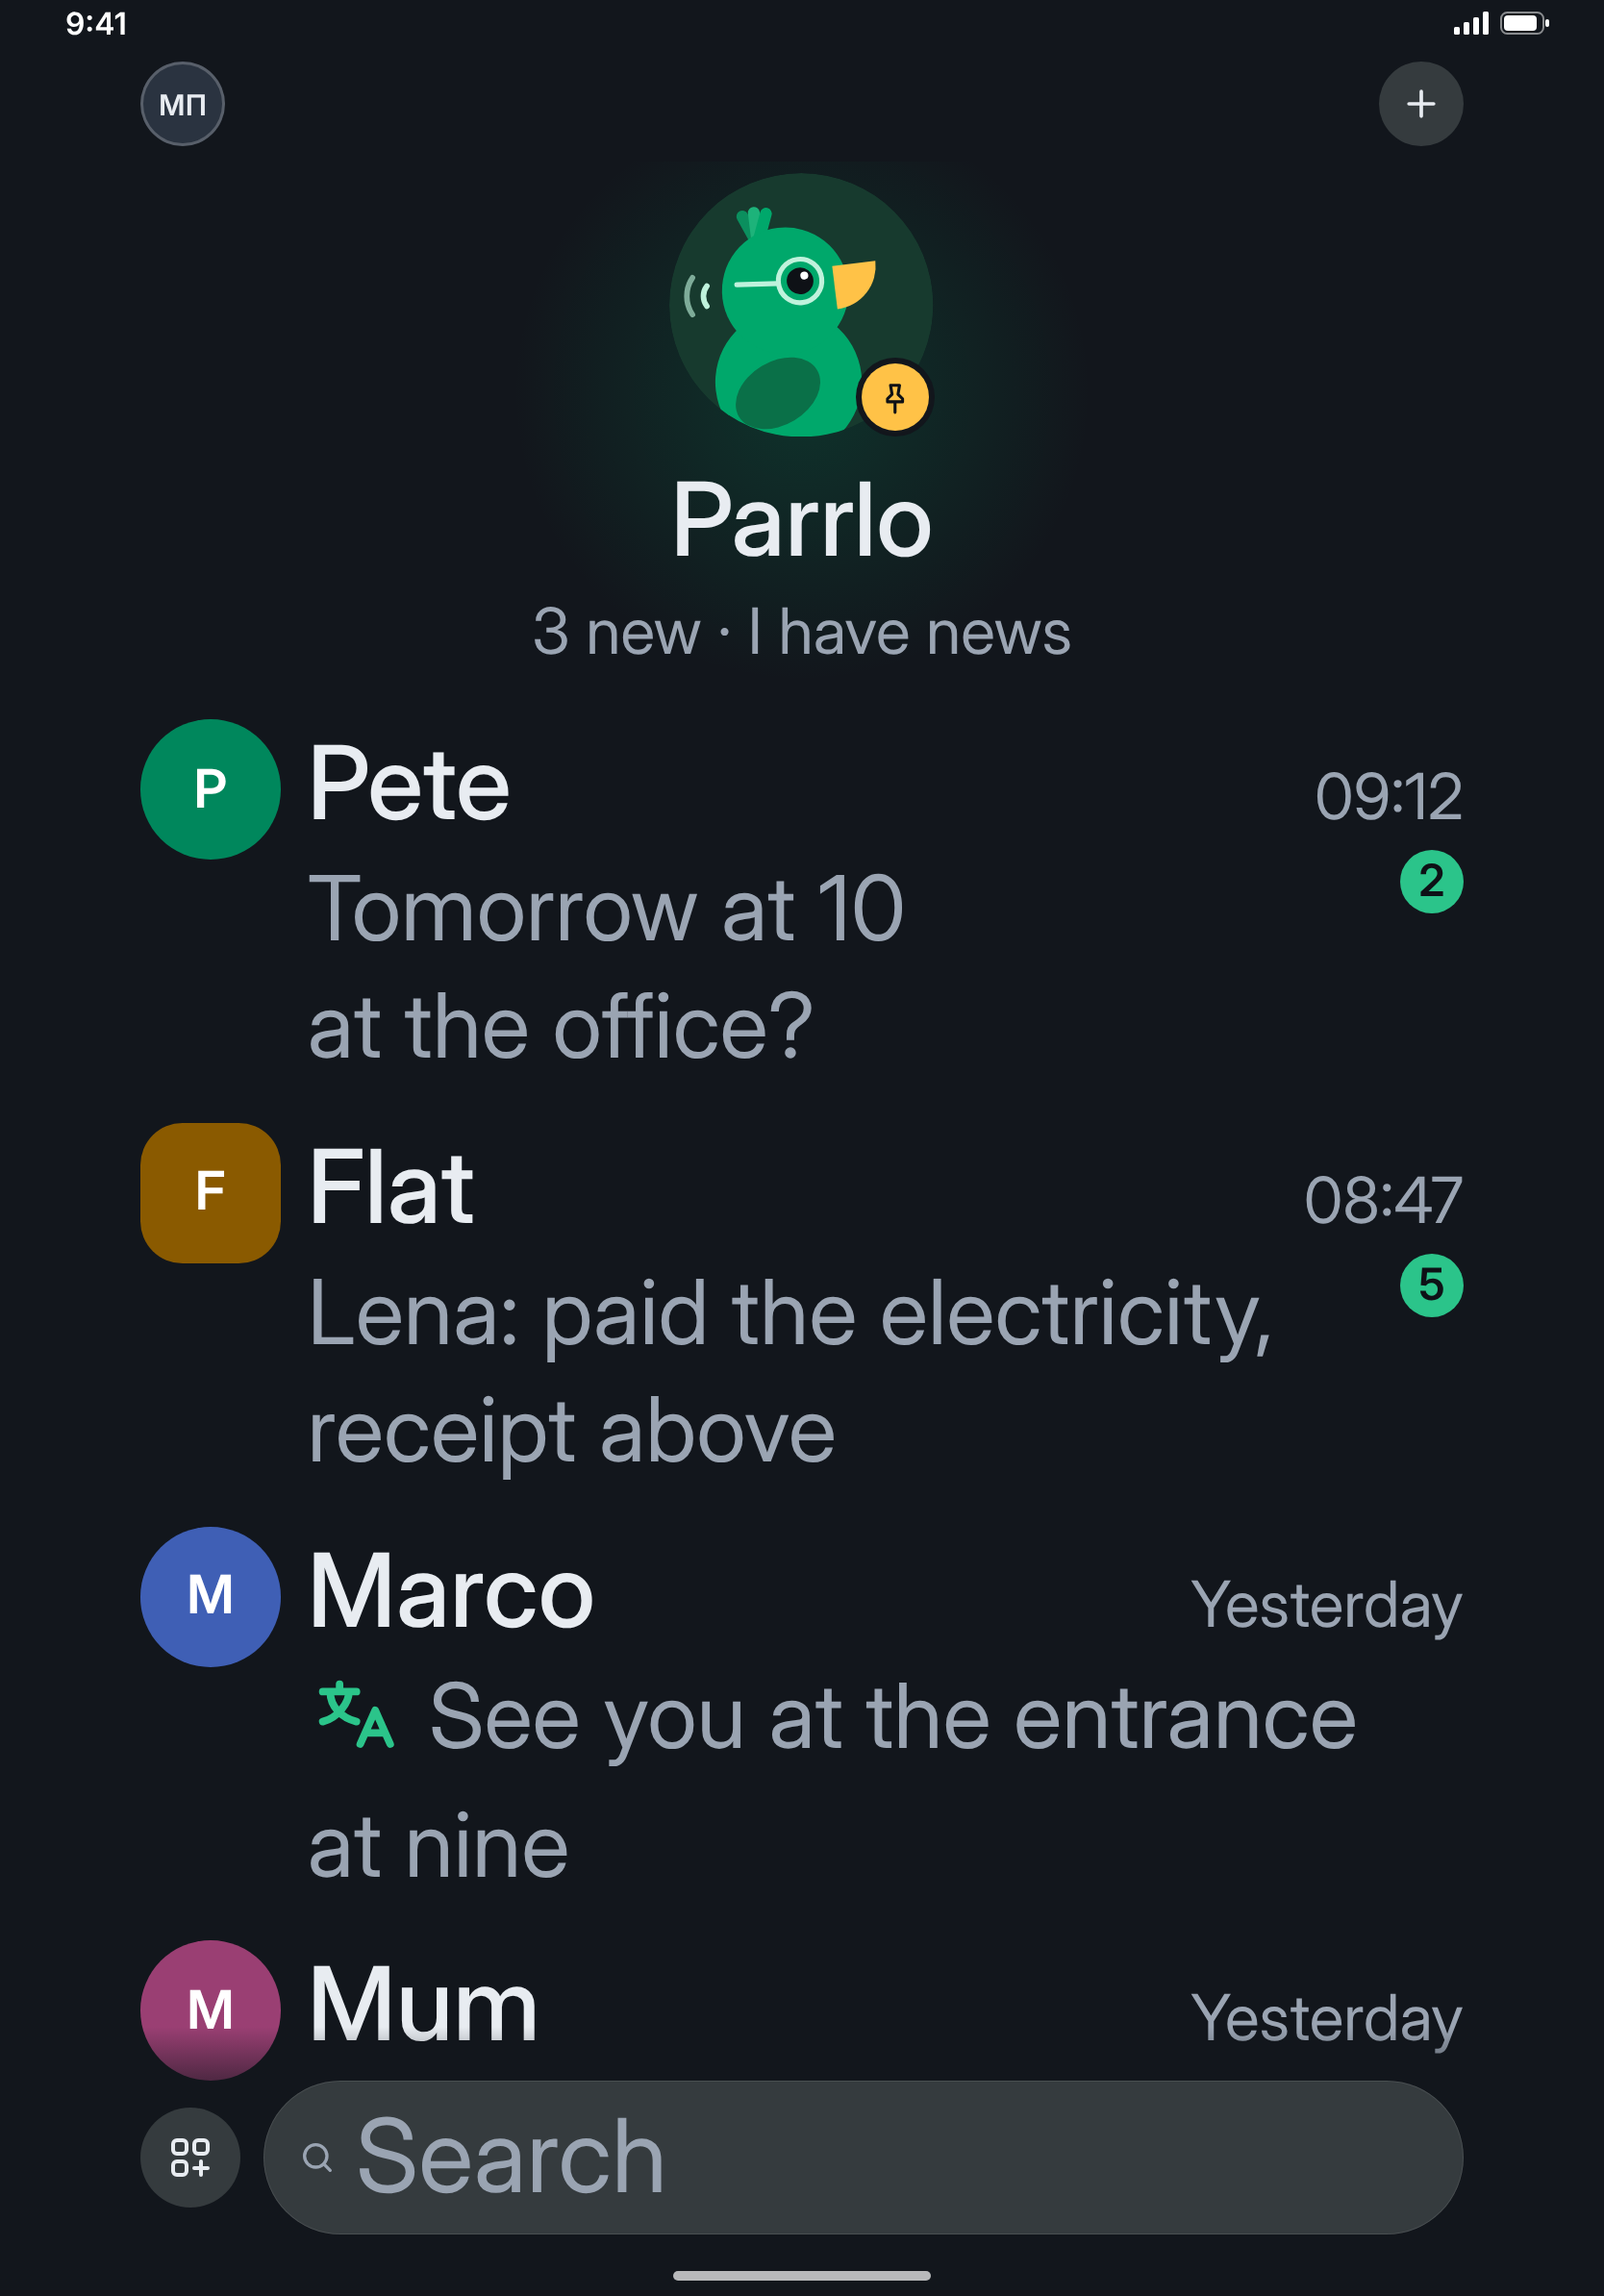 9:41
МП
Parrlo
3 new · I have news
P
Pete
09:12
Tomorrow at 10
2
at the office?
F
Flat
08:47
Lena: paid the electricity,
5
receipt above
M
Marco
Yesterday
See you at the entrance
at nine
M
Mum
Yesterday
Search